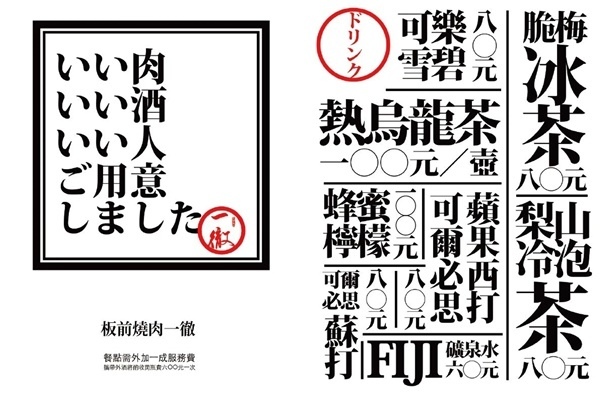 いい肉
いい酒
いい人
ご用意
しました
一徹
板前燒肉一徹
餐點需外加一成服務費
攜帶外酒將酌收開瓶費六〇〇元一次
ドリンク
可樂
雪碧
八〇元
熱烏龍茶
一〇〇元／壺
蜂蜜
檸檬
一〇〇元
蘋果西打
可爾必思
八〇元
可爾
必思
蘇打
八〇元
FIJI
礦泉水
六〇元
脆梅
冰茶
八〇元
梨山
冷泡
茶
八〇元